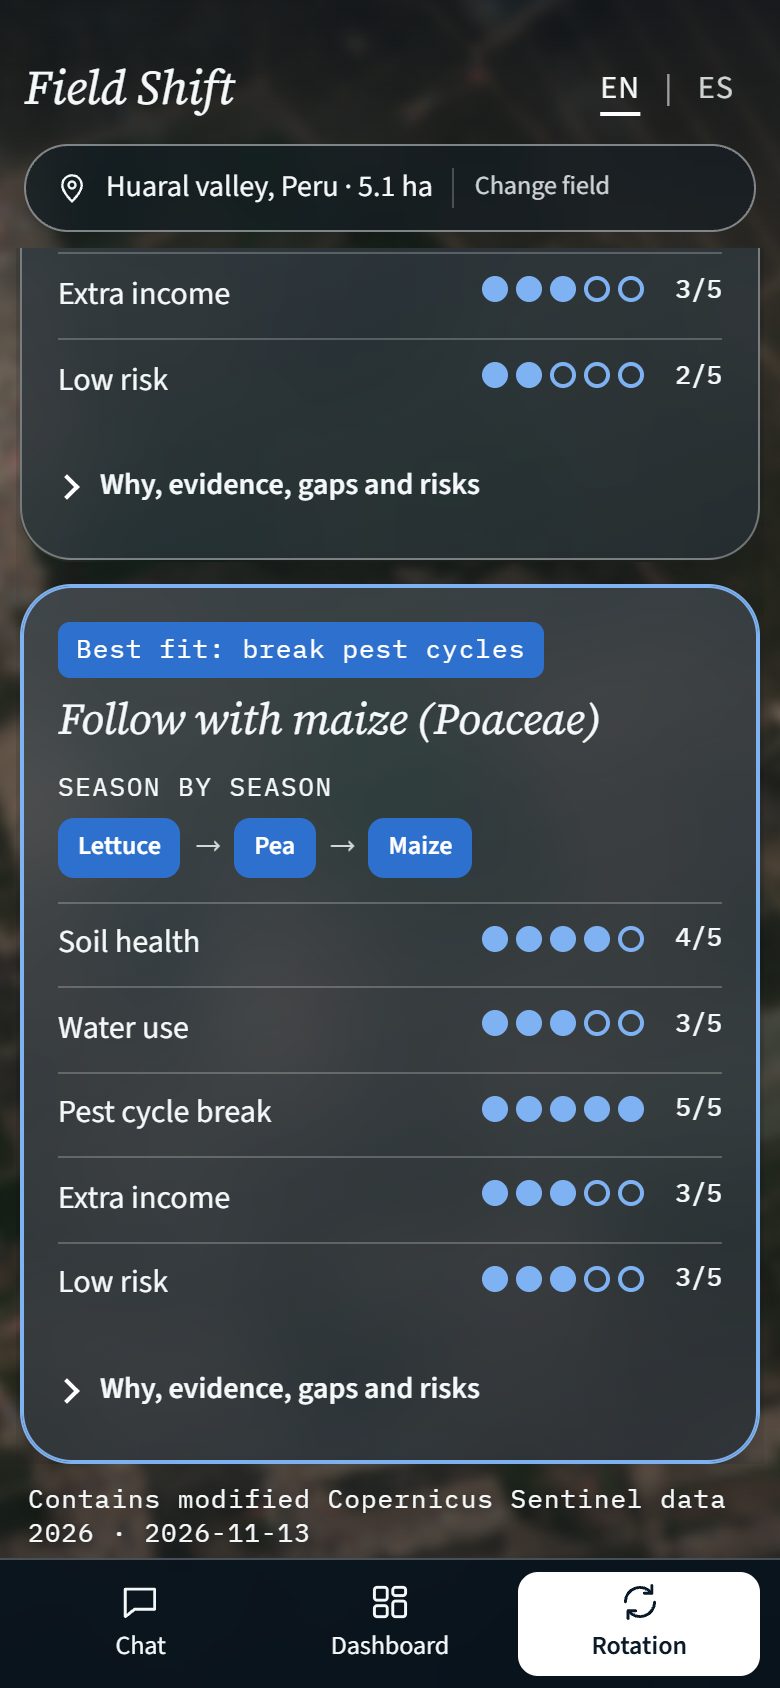 Field Shift
EN | ES
Huaral valley, Peru · 5.1 ha | Change field
Extra income 3/5
Low risk 2/5
Why, evidence, gaps and risks
Best fit: break pest cycles
Follow with maize (Poaceae)
SEASON BY SEASON
Lettuce → Pea → Maize
Soil health 4/5
Water use 3/5
Pest cycle break 5/5
Extra income 3/5
Low risk 3/5
Why, evidence, gaps and risks
Contains modified Copernicus Sentinel data
2026 · 2026-11-13
Chat Dashboard Rotation